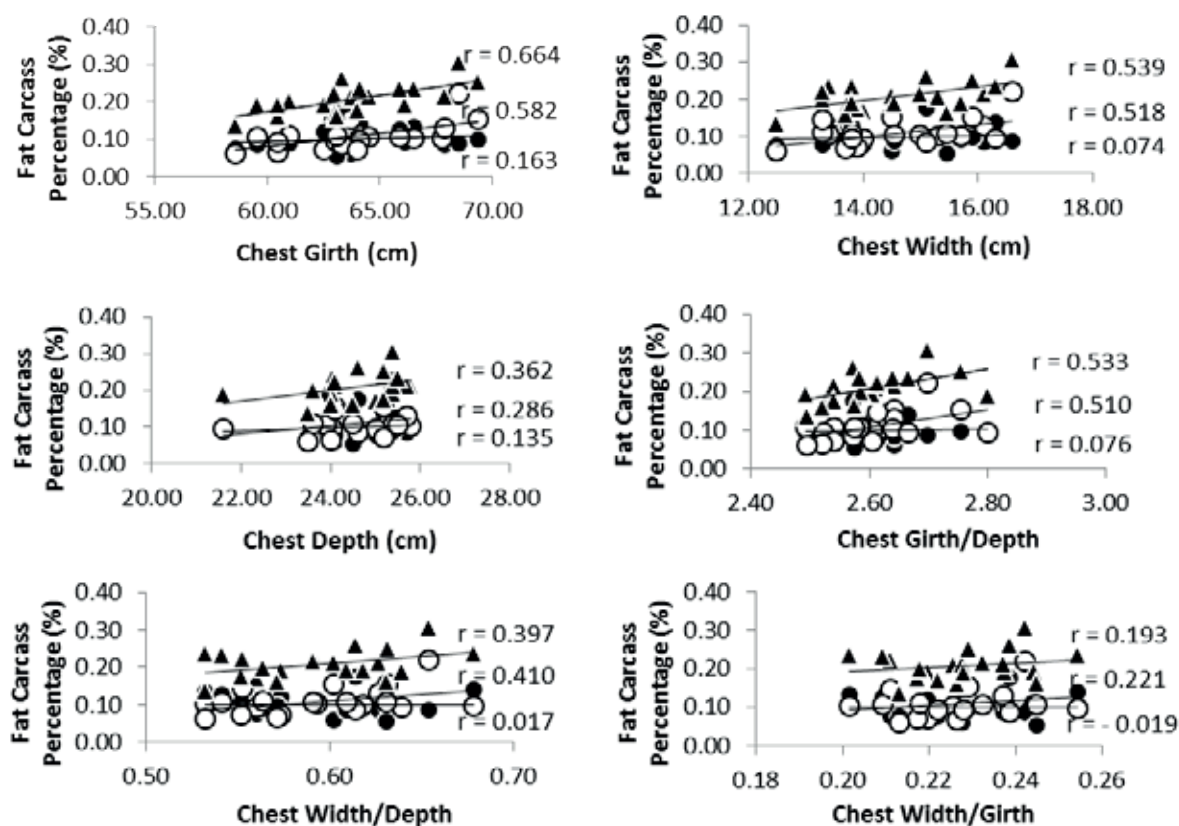 Fat Carcass
Percentage (%)
0.40
0.30
0.20
0.10
0.00
r = 0.664
r = 0.582
r = 0.163
55.00 60.00 65.00 70.00
Chest Girth (cm)
Fat Carcass
Percentage (%)
0.40
0.30
0.20
0.10
0.00
r = 0.539
r = 0.518
r = 0.074
12.00 14.00 16.00 18.00
Chest Width (cm)
Fat Carcass
Percentage (%)
0.40
0.30
0.20
0.10
0.00
r = 0.362
r = 0.286
r = 0.135
20.00 22.00 24.00 26.00 28.00
Chest Depth (cm)
Fat Carcass
Percentage (%)
0.40
0.30
0.20
0.10
0.00
r = 0.533
r = 0.510
r = 0.076
2.40 2.60 2.80 3.00
Chest Girth/Depth
Fat Carcass
Percentage (%)
0.40
0.30
0.20
0.10
0.00
r = 0.397
r = 0.410
r = 0.017
0.50 0.60 0.70
Chest Width/Depth
Fat Carcass
Percentage (%)
0.40
0.30
0.20
0.10
0.00
r = 0.193
r = 0.221
r = - 0.019
0.18 0.20 0.22 0.24 0.26
Chest Width/Girth